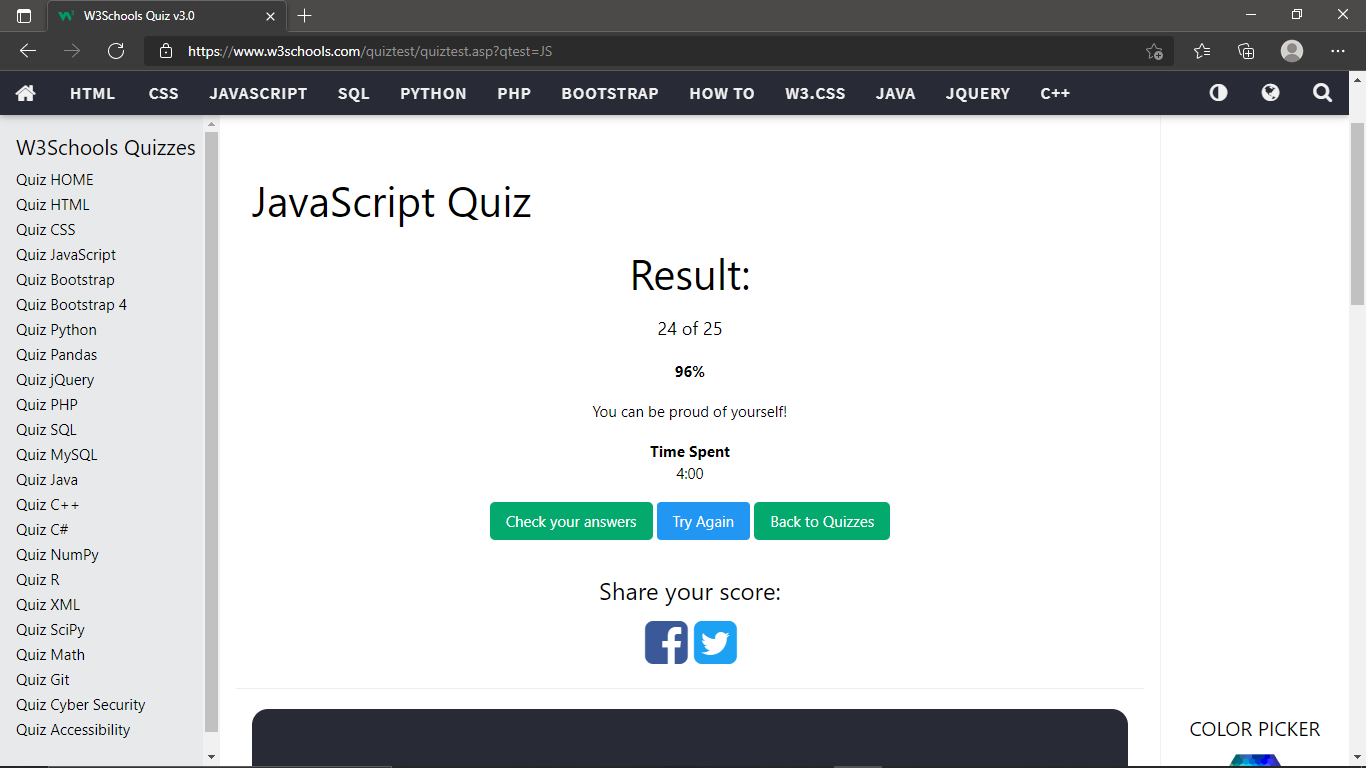 W3Schools Quiz v3.0
https://www.w3schools.com/quiztest/quiztest.asp?qtest=JS
HTML CSS JAVASCRIPT SQL PYTHON PHP BOOTSTRAP HOW TO W3.CSS JAVA JQUERY C++
W3Schools Quizzes
Quiz HOME
Quiz HTML
Quiz CSS
Quiz JavaScript
Quiz Bootstrap
Quiz Bootstrap 4
Quiz Python
Quiz Pandas
Quiz jQuery
Quiz PHP
Quiz SQL
Quiz MySQL
Quiz Java
Quiz C++
Quiz C#
Quiz NumPy
Quiz R
Quiz XML
Quiz SciPy
Quiz Math
Quiz Git
Quiz Cyber Security
Quiz Accessibility
JavaScript Quiz
Result:
24 of 25
96%
You can be proud of yourself!
Time Spent
4:00
Check your answers Try Again Back to Quizzes
Share your score:
COLOR PICKER